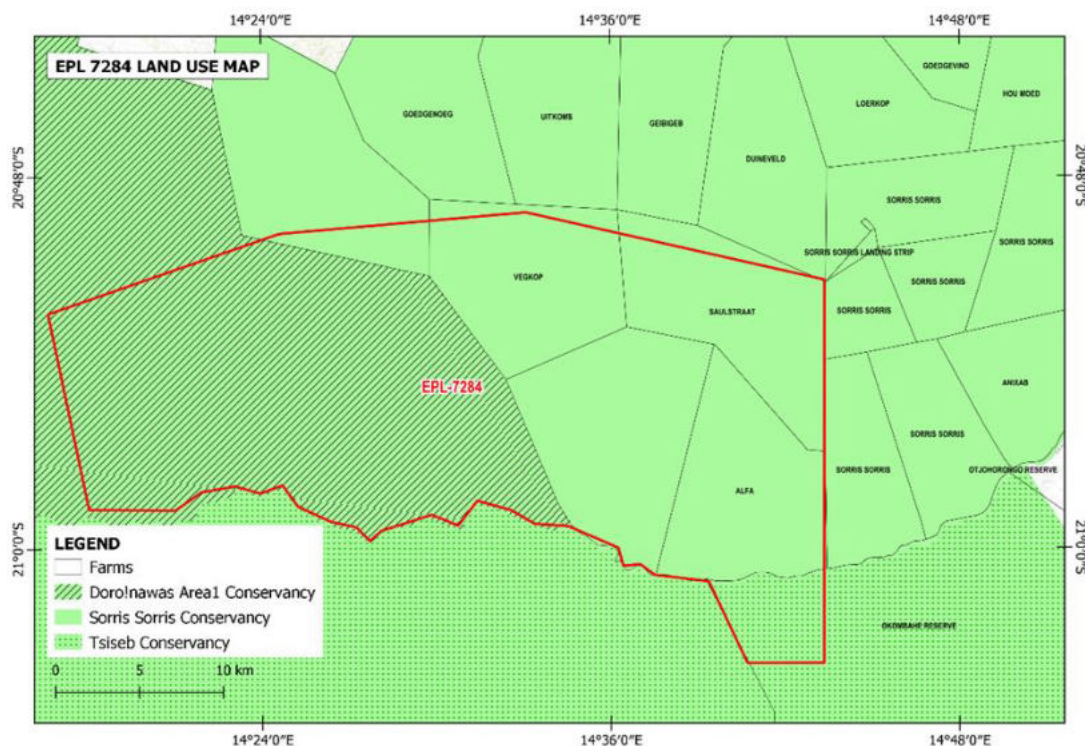 14°24'0"E
14°36'0"E
14°48'0"E
EPL 7284 LAND USE MAP
GOEDGEVIND
HOU MOED
LOERKOP
GOEDGENOEG
UITKOMS
GEIBIGEB
DUINEVELD
20°48'0"S
20°48'0"S
SORRIS SORRIS
SORRIS SORRIS
SORRIS SORRIS LANDING STRIP
VEGKOP
SORRIS SORRIS
SAULSTRAAT
SORRIS SORRIS
EPL-7284
ANIXAB
SORRIS SORRIS
SORRIS SORRIS
OTJOHORONGO RESERVE
ALFA
21°0'0"S
21°0'0"S
LEGEND
Farms
Doro!nawas Area1 Conservancy
Sorris Sorris Conservancy
Tsiseb Conservancy
OKOMBAHE RESERVE
0 5 10 km
14°24'0"E
14°36'0"E
14°48'0"E